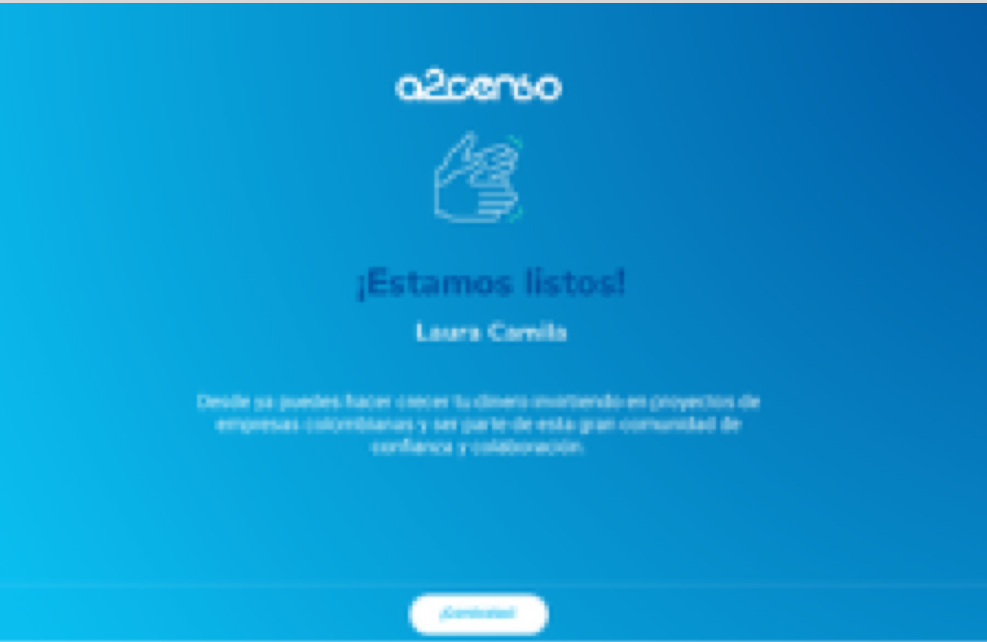 a2censo
¡Estamos listos!
Laura Camila
Desde ya puedes hacer crecer tu dinero invirtiendo en proyectos de
empresas colombianas y ser parte de esta gran comunidad de
confianza y colaboración.